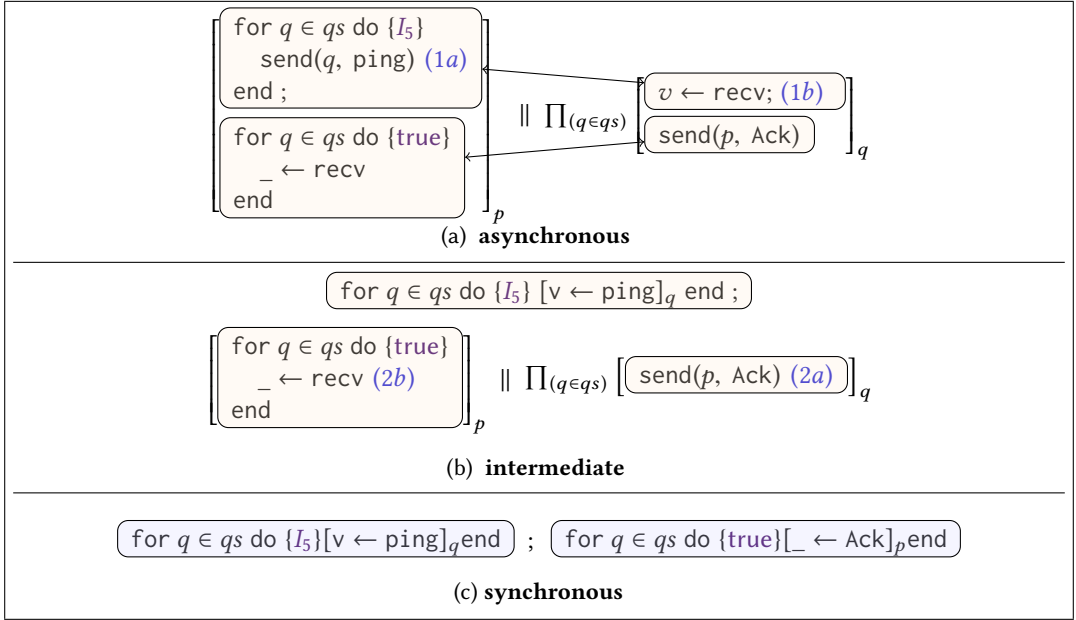 for q ∈ qs do {I₅}
send(q, ping) (1a)
end ;
for q ∈ qs do {true}
_ ← recv
end
p
|| ∏(q∈qs)
v ← recv; (1b)
send(p, Ack)
q
(a) asynchronous
for q ∈ qs do {I₅} [v ← ping]q end ;
for q ∈ qs do {true}
_ ← recv (2b)
end
p
|| ∏(q∈qs)
send(p, Ack) (2a)
q
(b) intermediate
for q ∈ qs do {I₅}[v ← ping]q end ; for q ∈ qs do {true}[_ ← Ack]p end
(c) synchronous